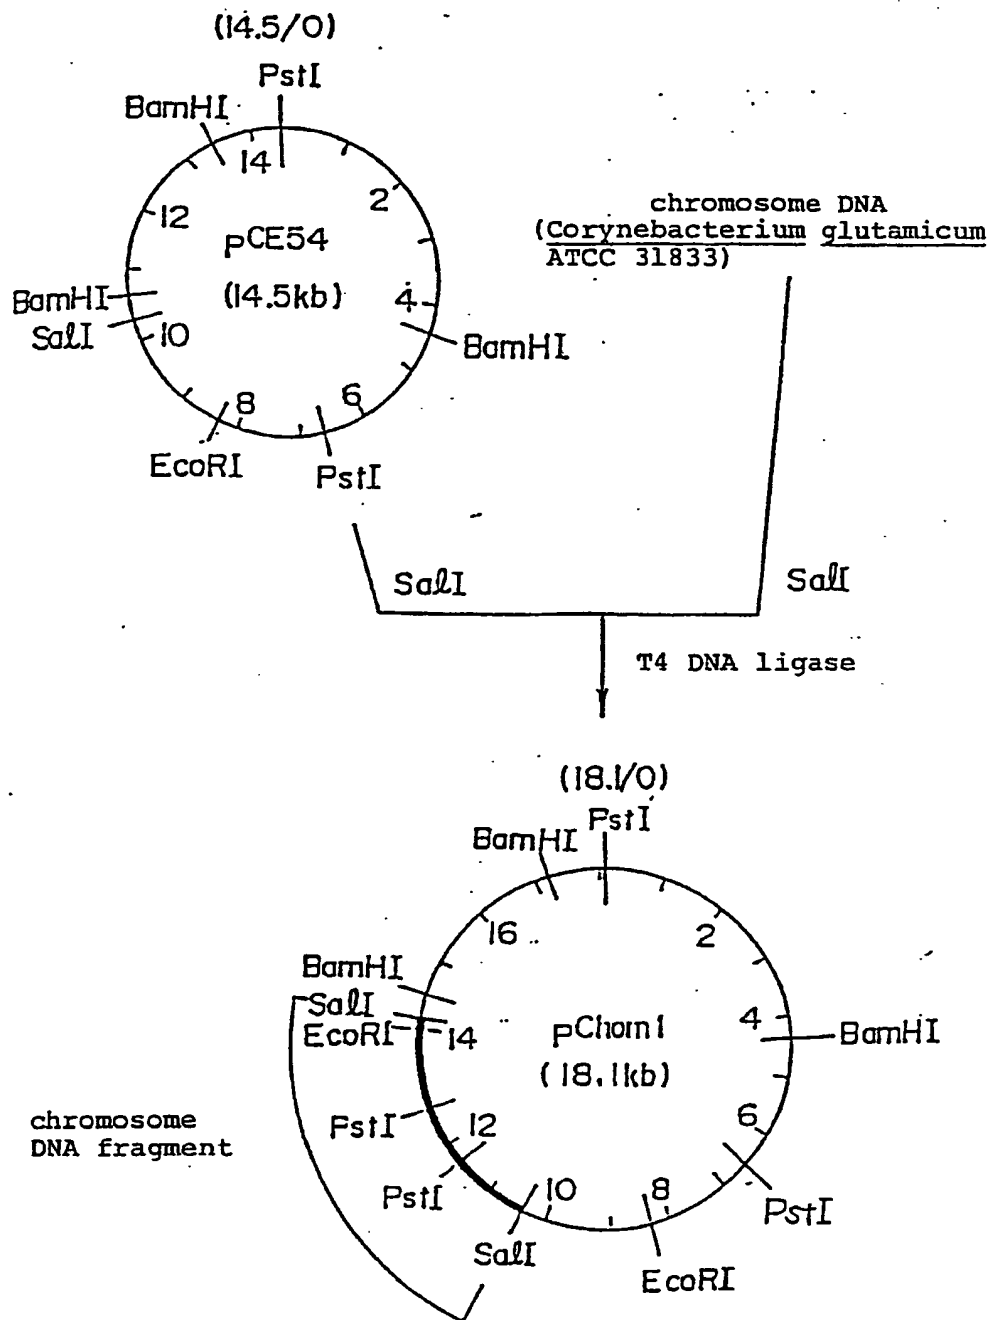 (14.5/0)
PstI
BamHI
14
2
12
pCE54
(14.5kb)
4
BamHI
SalI
10
BamHI
8
6
EcoRI
PstI
chromosome DNA
(Corynebacterium glutamicum
ATCC 31833)
SalI
SalI
T4 DNA ligase
(18.1/0)
PstI
BamHI
16
2
BamHI
SalI
EcoRI
14
pChom1
(18.1kb)
4
BamHI
chromosome
DNA fragment
PstI
12
6
PstI
10
8
PstI
SalI
EcoRI